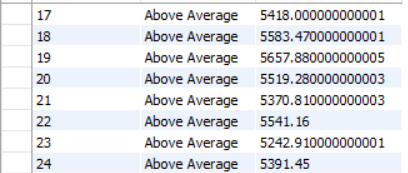 17 Above Average 5418.000000000001
18 Above Average 5583.470000000001
19 Above Average 5657.880000000005
20 Above Average 5519.280000000003
21 Above Average 5370.810000000003
22 Above Average 5541.16
23 Above Average 5242.910000000001
24 Above Average 5391.45